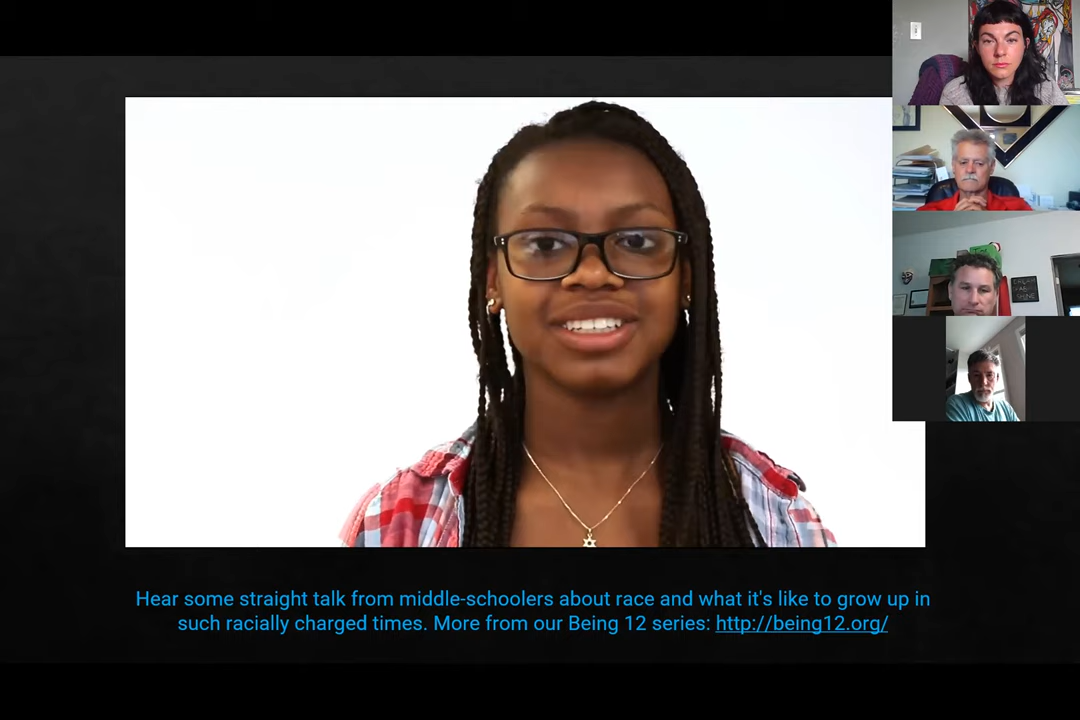 Hear some straight talk from middle-schoolers about race and what it's like to grow up in
such racially charged times. More from our Being 12 series: http://being12.org/